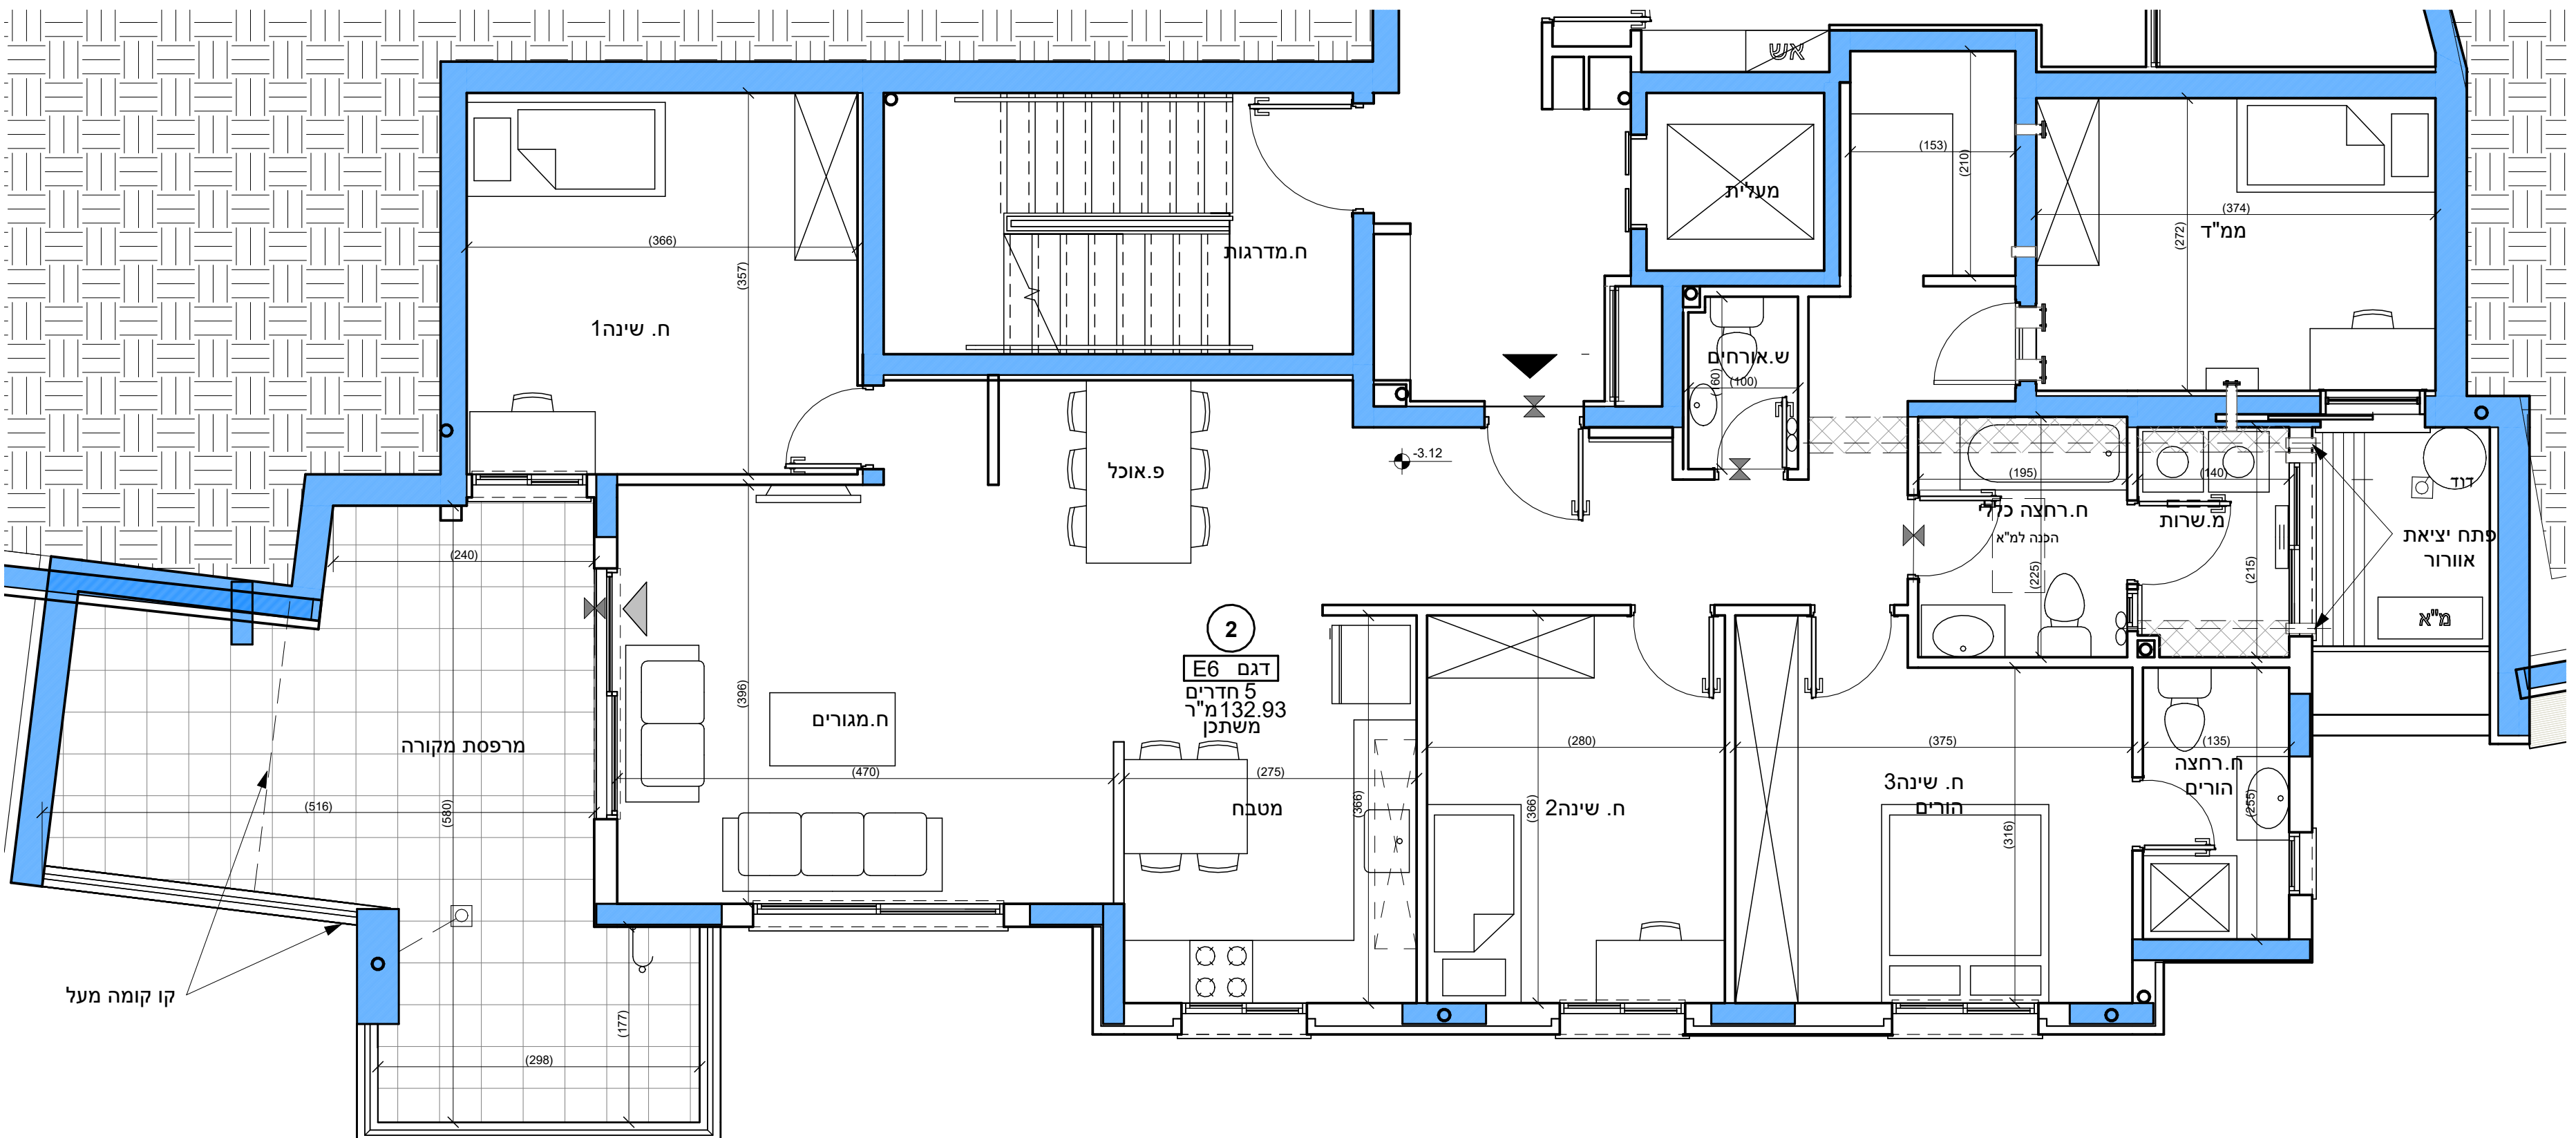 אש
מעלית
(153)
(210)
(374)
(272)
ממ"ד
(366)
(357)
ח. שינה1
ח.מדרגות
ש.אורחים
(160)
(100)
-3.12
פ.אוכל
(195)
(140)
ח.רחצה כללי
הכנה למ"א
(225)
מ.שרות
(215)
דוד
פתח יציאת
אוורור
מ"א
(240)
2
דגם E6
5 חדרים
132.93מ"ר
משתכן
(396)
ח.מגורים
(470)
(275)
מטבח
(366)
(280)
(366)
ח. שינה2
(375)
ח. שינה3
הורים
(316)
(135)
ח.רחצה
הורים
(255)
מרפסת מקורה
(516)
(580)
קו קומה מעל
(177)
(298)